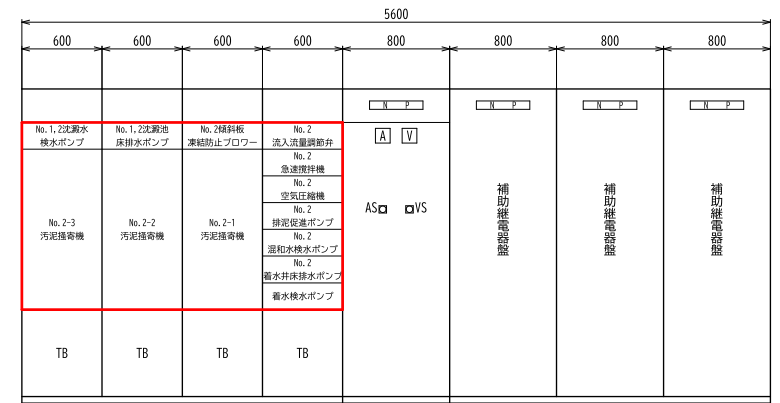 5600
600 600 600 600 800 800 800 800
N P N P N P N P
No.1,2沈澱水
検水ポンプ
No.1,2沈澱池
床排水ポンプ
No.2傾斜板
凍結防止ブロワー
No.2
流入流量調節弁
No.2
急速撹拌機
No.2
空気圧縮機
No.2
排泥促進ポンプ
No.2
混和水検水ポンプ
No.2
着水井床排水ポンプ
着水検水ポンプ
No.2-3
汚泥掻寄機
No.2-2
汚泥掻寄機
No.2-1
汚泥掻寄機
A V
AS VS
補助継電器盤
補助継電器盤
補助継電器盤
TB TB TB TB